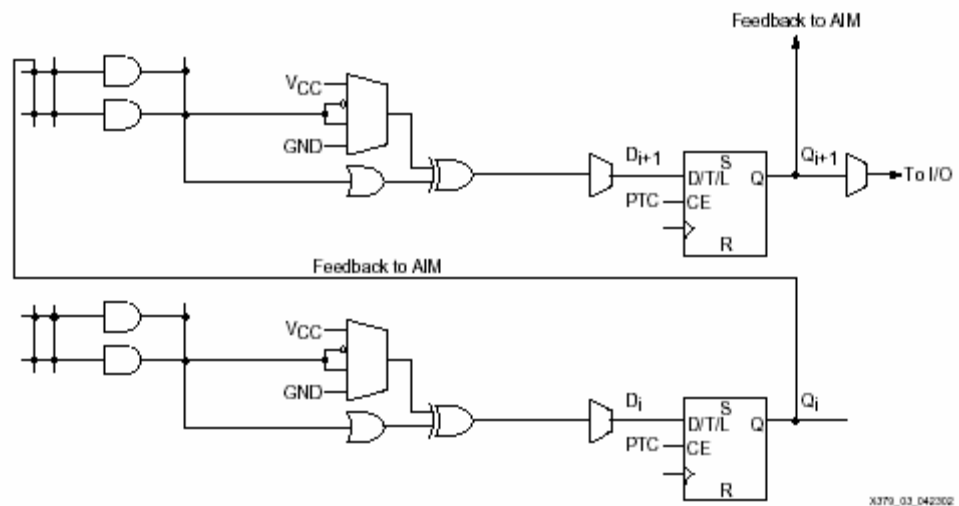 Feedback to AIM
VCC
GND
Di+1
S
D/T/L Q
PTC
CE
R
Qi+1
To I/O
Feedback to AIM
VCC
GND
Di
S
D/T/L Q
PTC
CE
R
Qi
X379_03_042302